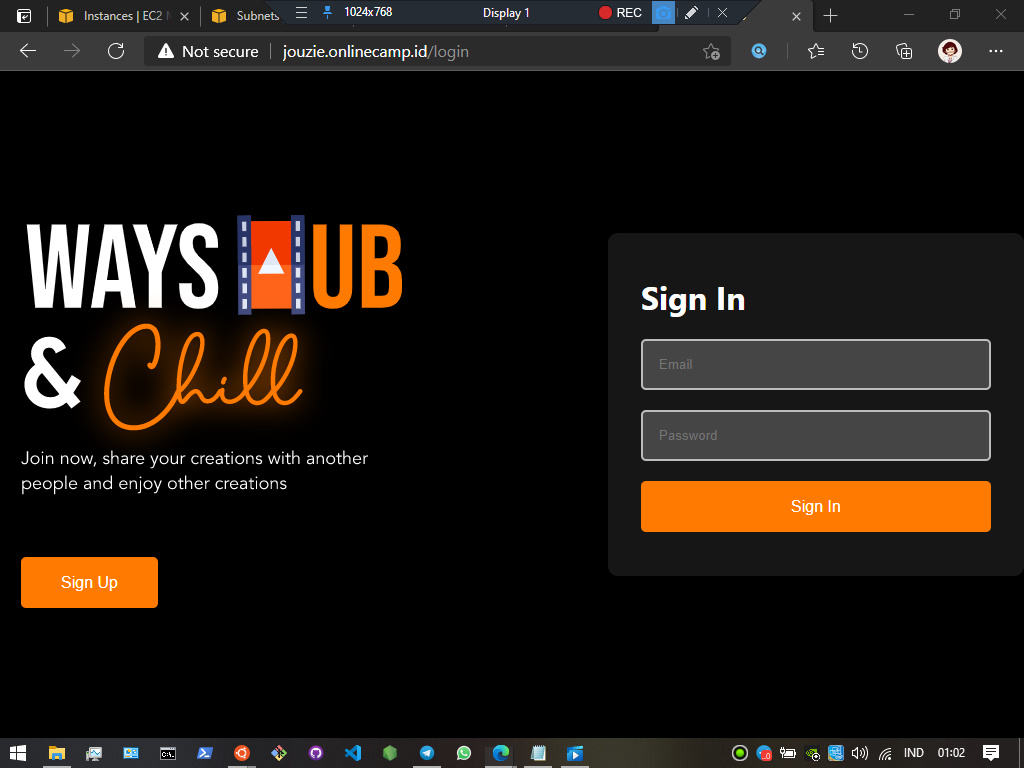 Instances | EC2 M
Subnets
1024x768
Display 1
REC
Not secure
jouzie.onlinecamp.id/login
WAYS UB
& Chill
Join now, share your creations with another
people and enjoy other creations
Sign Up
Sign In
Email
Password
Sign In
IND
01:02